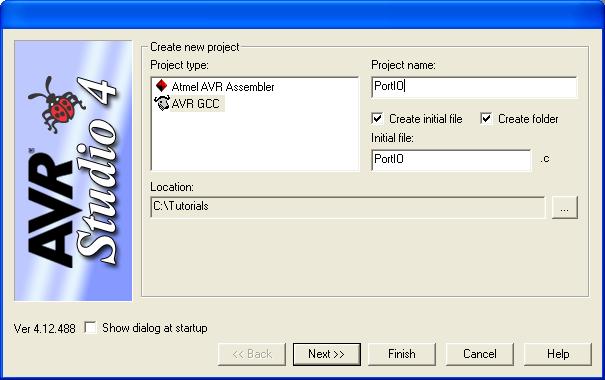 AVR®
Studio 4
Create new project
Project type:
Atmel AVR Assembler
AVR GCC
Project name:
PortIO
Create initial file
Create folder
Initial file:
PortIO
.c
Location:
C:\Tutorials
...
Ver 4.12.488
Show dialog at startup
<< Back
Next >>
Finish
Cancel
Help